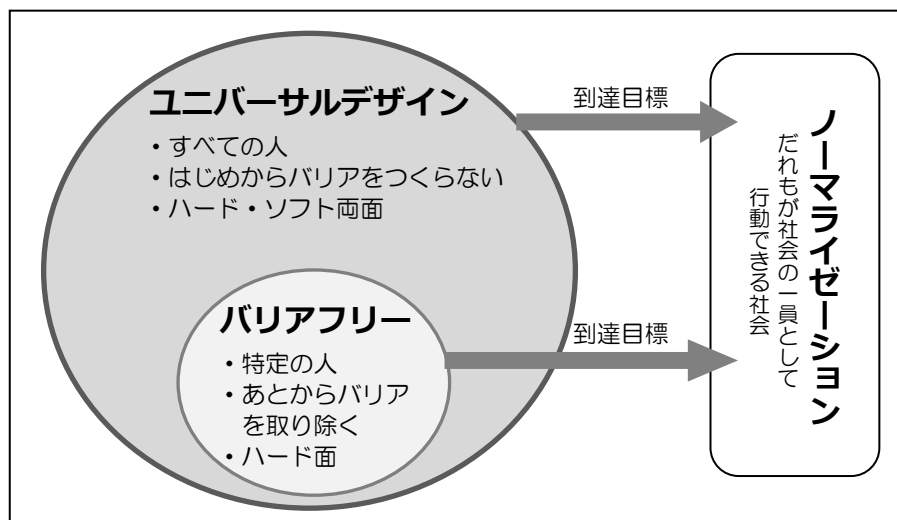 ユニバーサルデザイン
・すべての人
・はじめからバリアをつくらない
・ハード・ソフト両面
バリアフリー
・特定の人
・あとからバリア
を取り除く
・ハード面
到達目標
到達目標
ノーマライゼーション
だれもが社会の一員として
行動できる社会